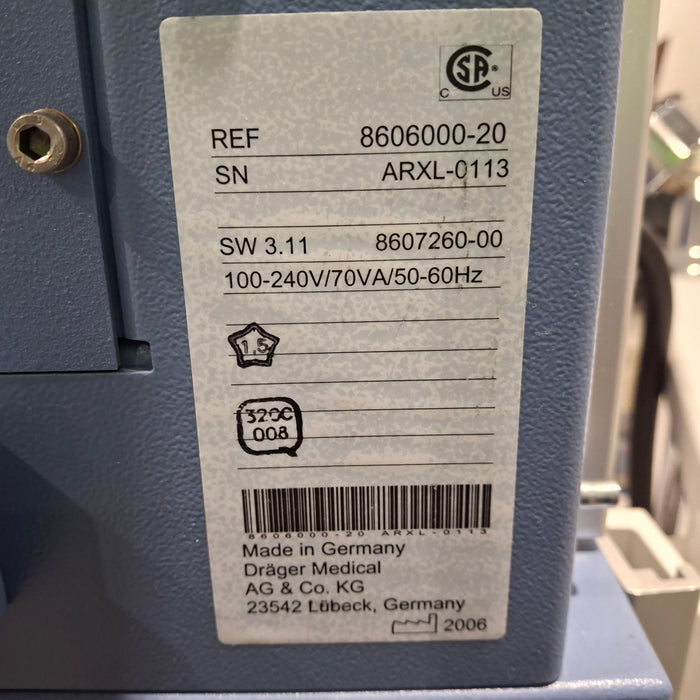 CSA®
C US
REF 8606000-20
SN ARXL-0113
SW 3.11 8607260-00
100-240V/70VA/50-60Hz
1,5
320C
008
8606000-20 ARXL-0113
Made in Germany
Dräger Medical
AG & Co. KG
23542 Lübeck, Germany
2006